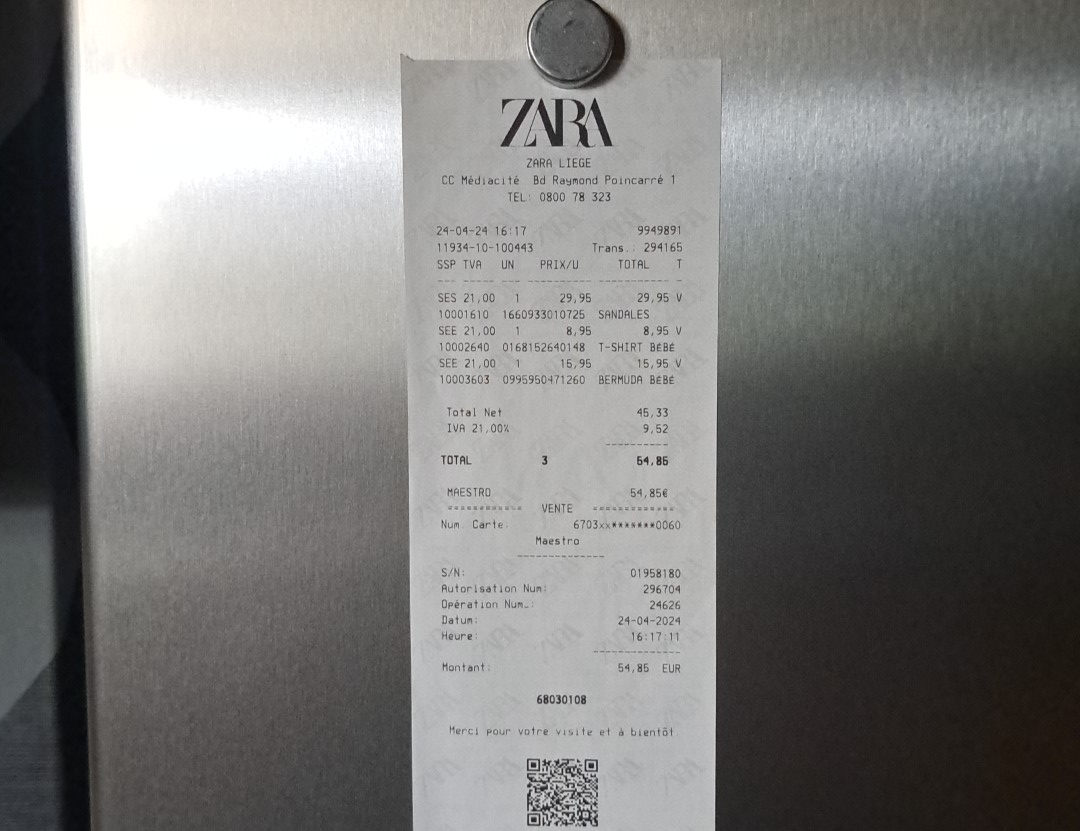 ZARA
ZARA LIEGE
CC Médiacité Bd Raymond Poincarré 1
TEL: 0800 78 323
24-04-24 16:17 9949891
11934-10-100443 Trans.: 294165
SSP TVA UN PRIX/U TOTAL T
SES 21,00 1 29,95 29,95 V
10001610 1660933010725 SANDALES
SEE 21,00 1 8,95 8,95 V
10002640 0168152640148 T-SHIRT BÉBÉ
SEE 21,00 1 15,95 15,95 V
10003603 0995950471260 BERMUDA BÉBÉ
Total Net 45,33
IVA 21,00% 9,52
TOTAL 3 54,85
MAESTRO 54,85€
============ VENTE =============
Num. Carte: 6703xx*******0060
Maestro
S/N: 01958180
Autorisation Num: 296704
Opération Num.: 24626
Datum: 24-04-2024
Heure: 16:17:11
Montant: 54,85 EUR
68030108
Merci pour votre visite et à bientôt